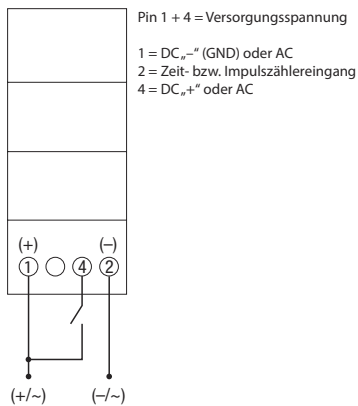 Pin 1 + 4 = Versorgungsspannung
1 = DC „–“ (GND) oder AC
2 = Zeit- bzw. Impulszählereingang
4 = DC „+“ oder AC
(+) (–)
1 4 2
(+/~) (–/~)